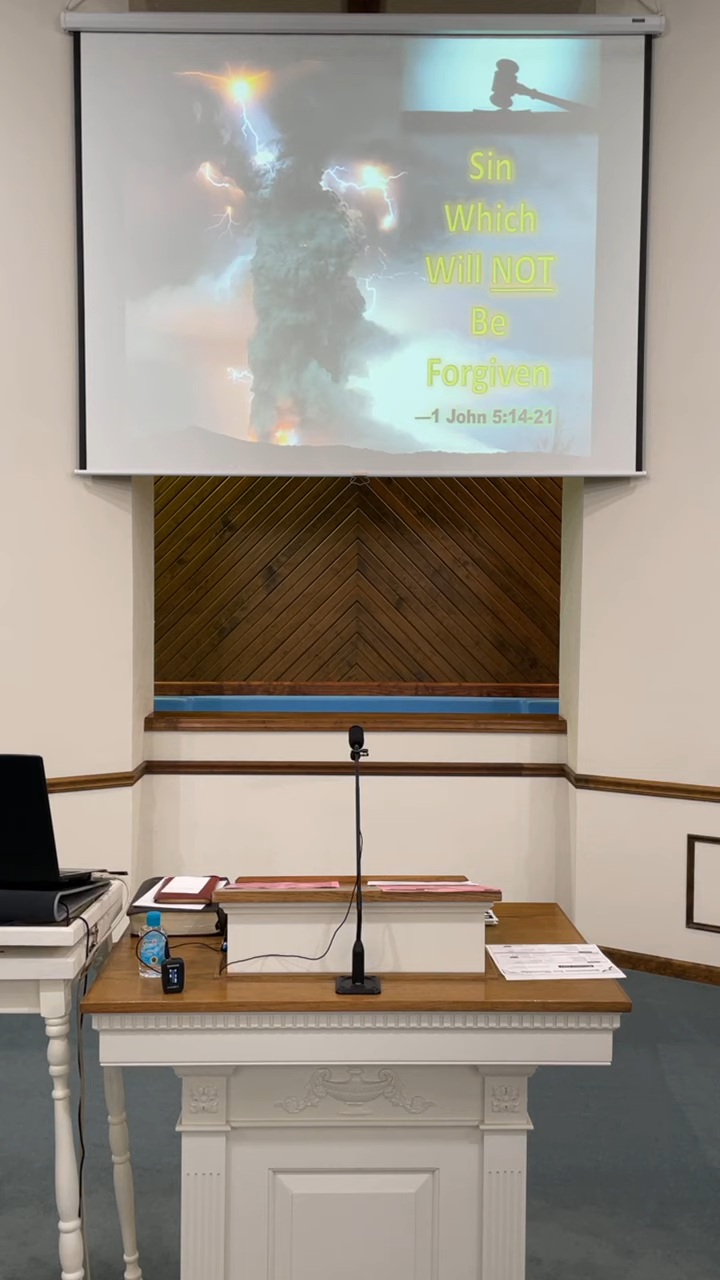 Sin
Which
Will NOT
Be
Forgiven
—1 John 5:14-21